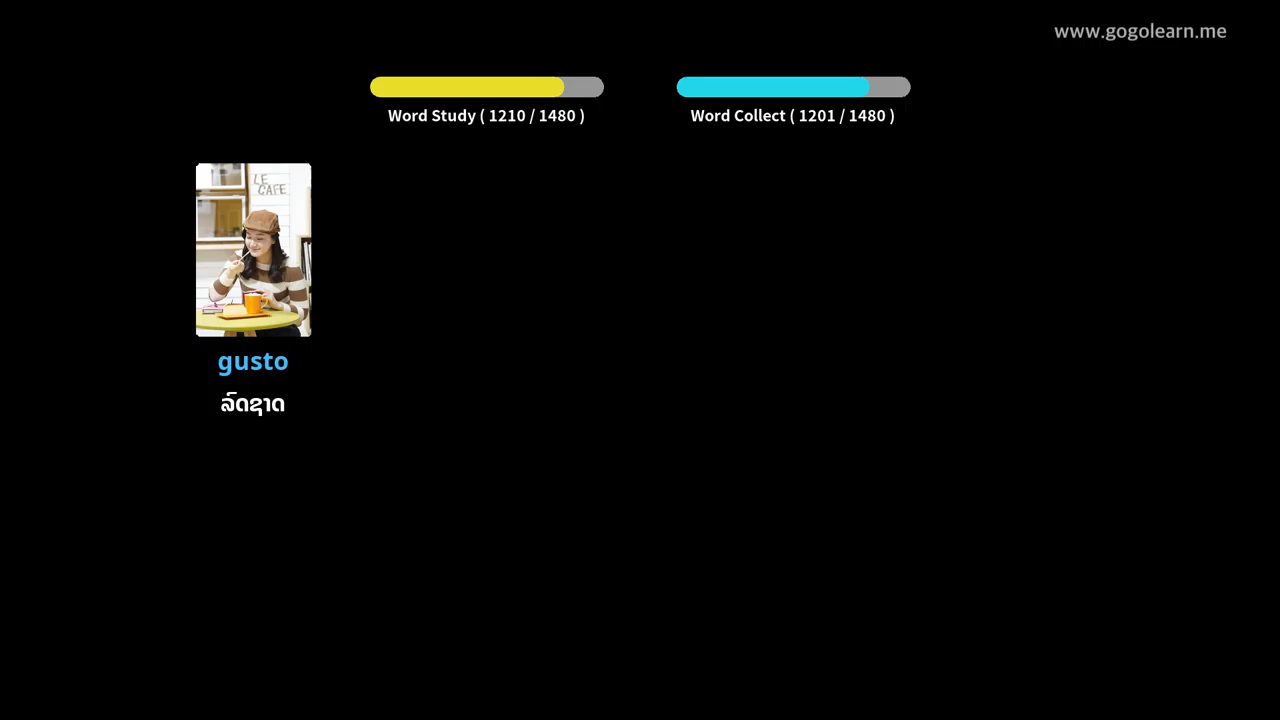 www.gogolearn.me
Word Study ( 1210 / 1480 )
Word Collect ( 1201 / 1480 )
LE
CAFE
gusto
ລົດຊາດ